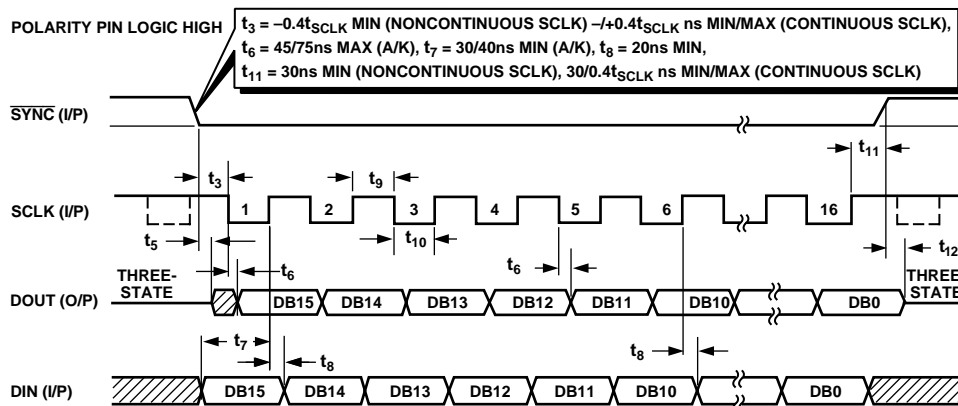 POLARITY PIN LOGIC HIGH
t3 = –0.4tSCLK MIN (NONCONTINUOUS SCLK) –/+0.4tSCLK ns MIN/MAX (CONTINUOUS SCLK),
t6 = 45/75ns MAX (A/K), t7 = 30/40ns MIN (A/K), t8 = 20ns MIN,
t11 = 30ns MIN (NONCONTINUOUS SCLK), 30/0.4tSCLK ns MIN/MAX (CONTINUOUS SCLK)
SYNC (I/P)
t3 t9 t11
SCLK (I/P) 1 2 3 4 5 6 16
t5 t10 t12
t6 t6
THREE-STATE THREE-STATE
DOUT (O/P) DB15 DB14 DB13 DB12 DB11 DB10 DB0
t7 t8 t8
DIN (I/P) DB15 DB14 DB13 DB12 DB11 DB10 DB0